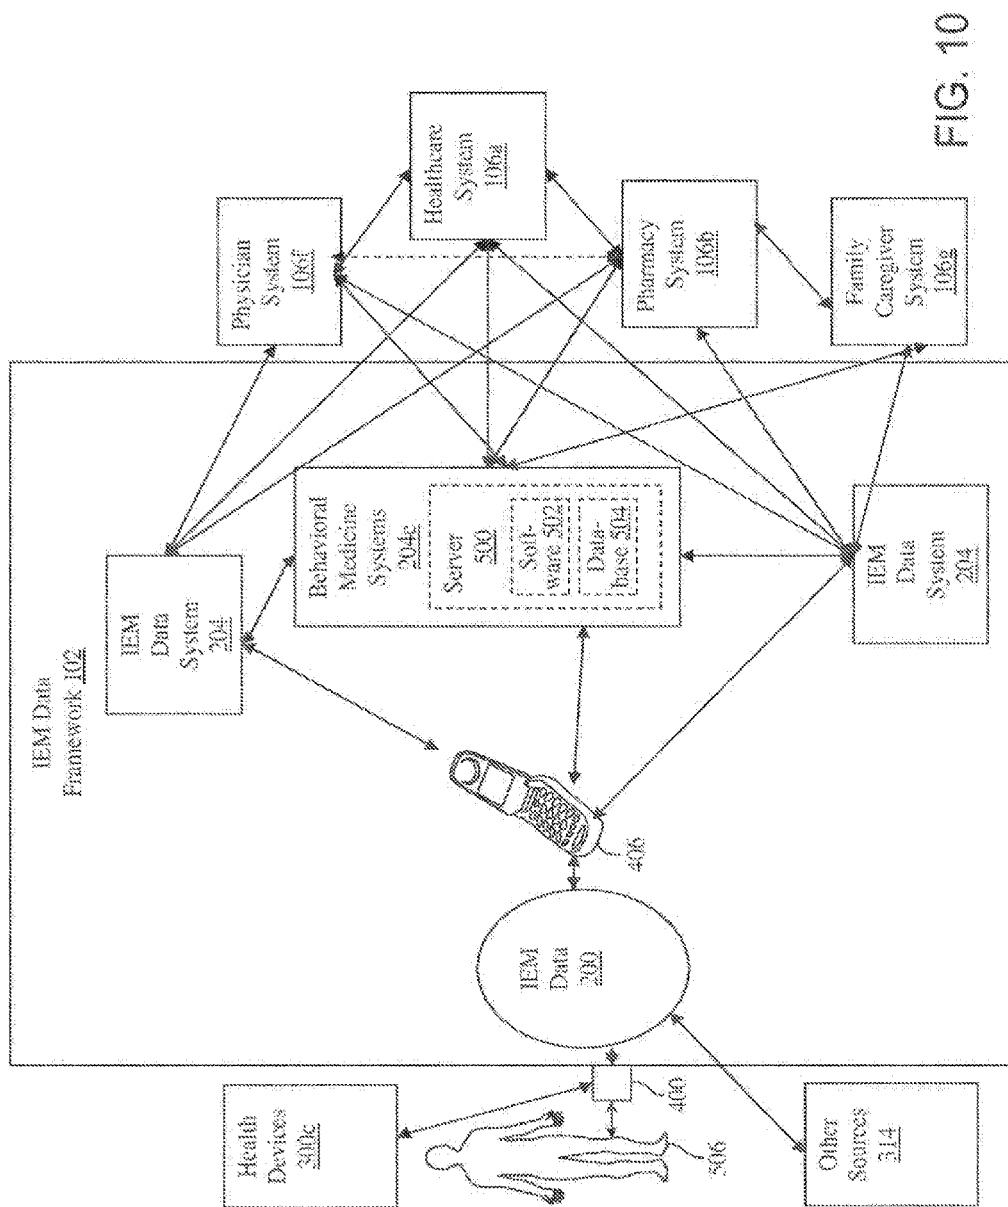 IEM Data
Framework 102
Health
Devices
300c
506
400
Other
Sources
314
IEM
Data
200
406
IEM
Data
System
204
Behavioral
Medicine
Systems
204e
Server
500
Soft-
ware 502
Data-
base 504
IEM
Data
System
204
Physician
System
106f
Healthcare
System
106a
Pharmacy
System
106b
Family
Caregiver
System
106g
FIG. 10